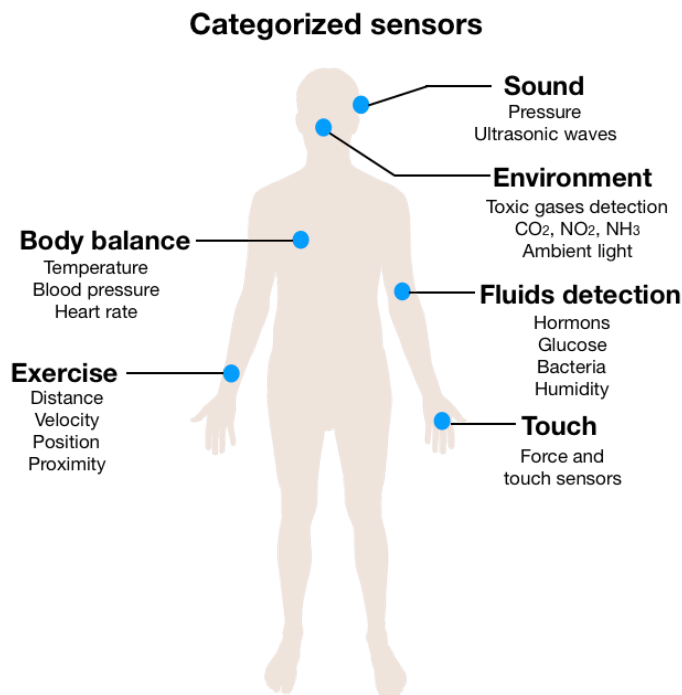 Categorized sensors
Sound
Pressure
Ultrasonic waves
Environment
Toxic gases detection
CO₂, NO₂, NH₃
Ambient light
Body balance
Temperature
Blood pressure
Heart rate
Fluids detection
Hormons
Glucose
Bacteria
Humidity
Exercise
Distance
Velocity
Position
Proximity
Touch
Force and
touch sensors